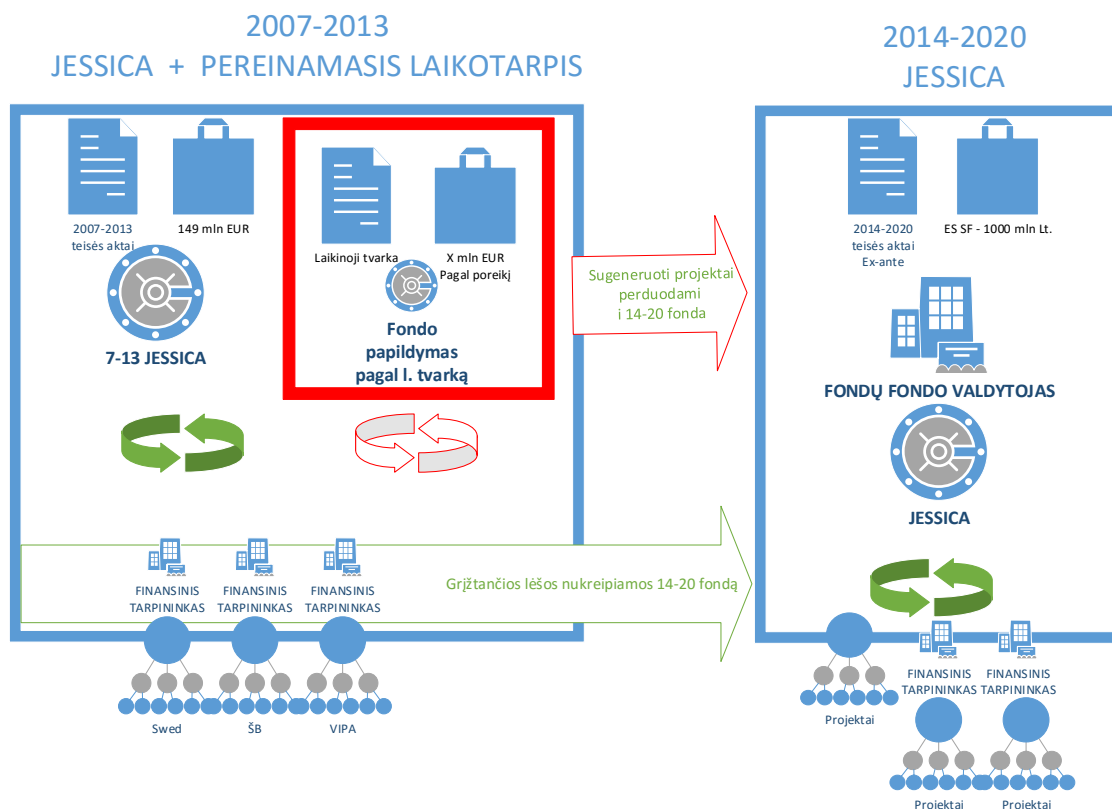 2007-2013
JESSICA + PEREINAMASIS LAIKOTARPIS
2007-2013
teisės aktai
149 mln EUR
7-13 JESSICA
Laikinoji tvarka
X mln EUR
Pagal poreikį
Fondo
papildymas
pagal l. tvarką
Sugeneruoti projektai
perduodami
i 14-20 fonda
Grįžtančios lėšos nukreipiamos 14-20 fondą
FINANSINIS
TARPININKAS
FINANSINIS
TARPININKAS
FINANSINIS
TARPININKAS
Swed
ŠB
VIPA
2014-2020
JESSICA
2014-2020
teisės aktai
Ex-ante
ES SF - 1000 mln Lt.
FONDŲ FONDO VALDYTOJAS
JESSICA
Projektai
FINANSINIS
TARPININKAS
FINANSINIS
TARPININKAS
Projektai
Projektai